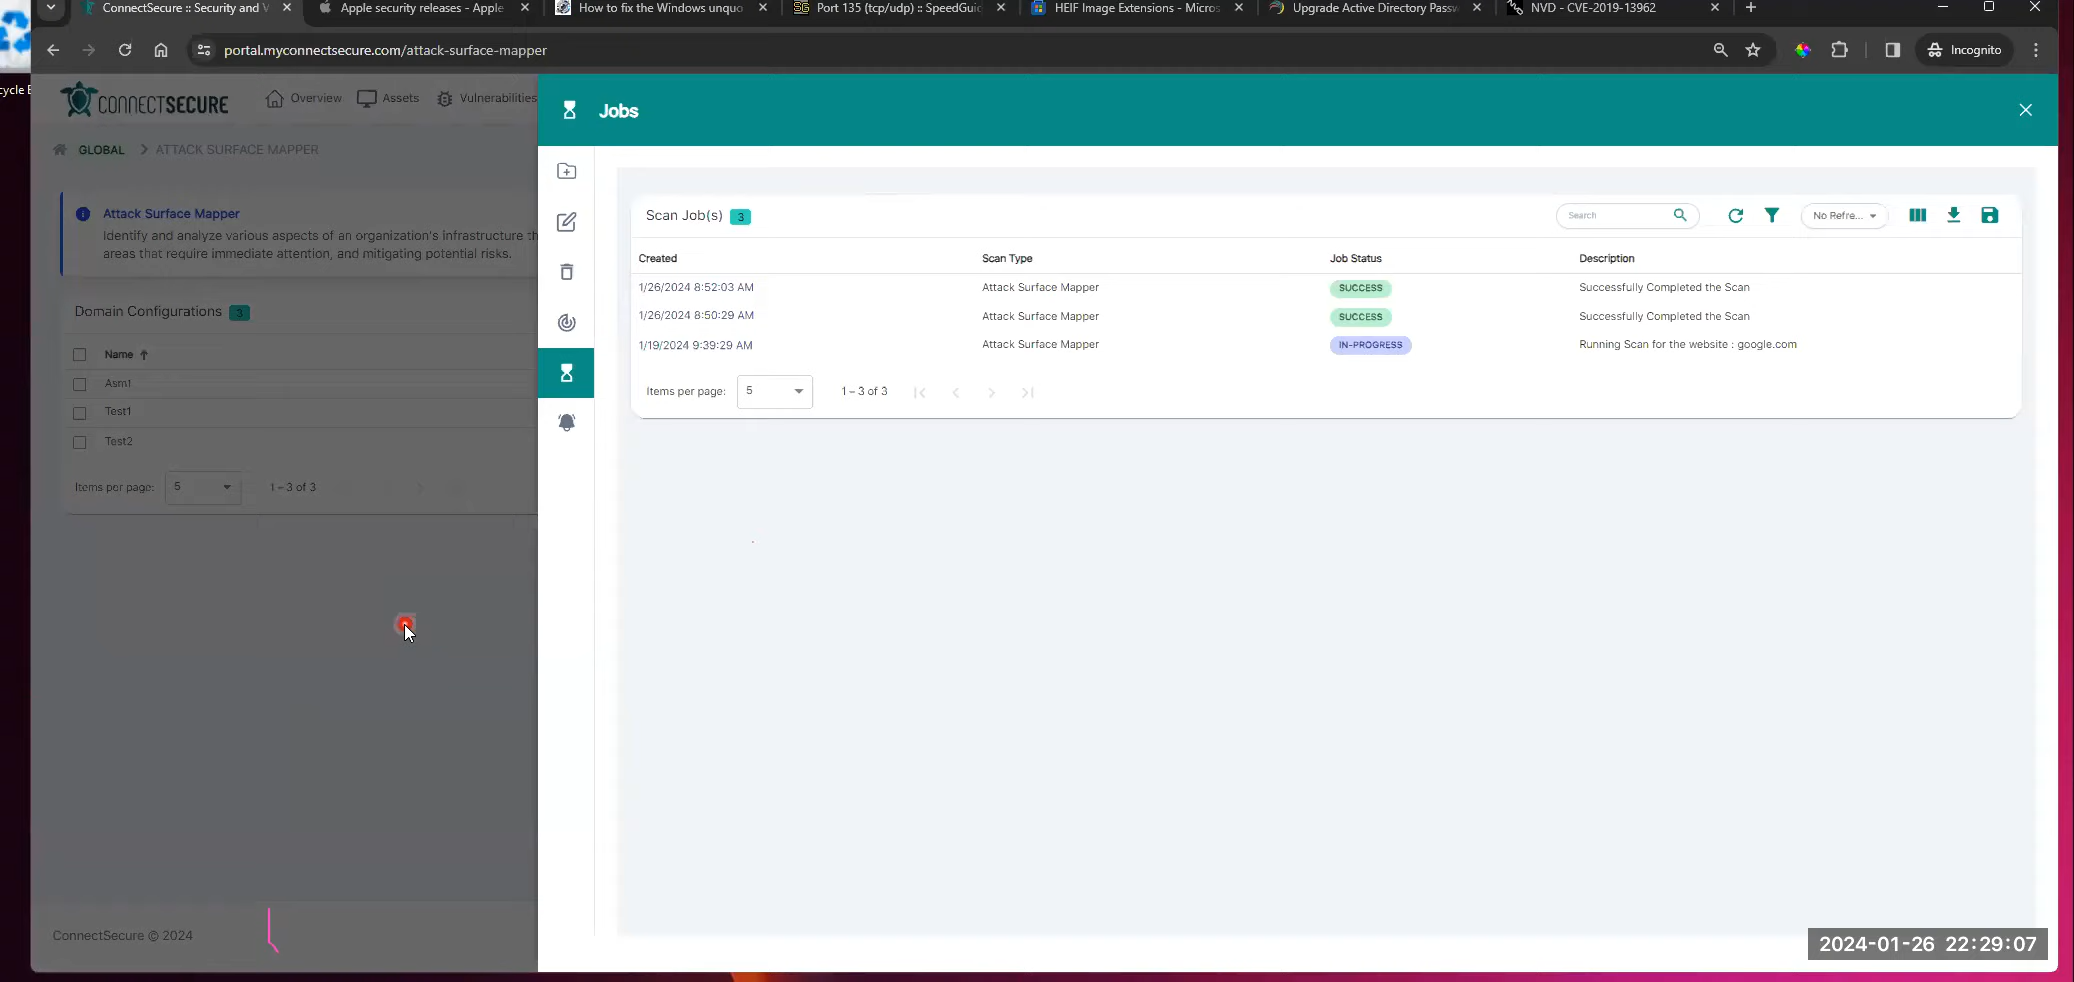 ConnectSecure :: Security and V
Apple security releases - Apple
How to fix the Windows unquo
Port 135 (tcp/udp) :: SpeedGuid
HEIF Image Extensions - Micros
Upgrade Active Directory Passw
NVD - CVE-2019-13962
portal.myconnectsecure.com/attack-surface-mapper
Incognito
CONNECTSECURE
Overview
Assets
Vulnerabilities
Jobs
GLOBAL > ATTACK SURFACE MAPPER
Attack Surface Mapper
Identify and analyze various aspects of an organization's infrastructure
areas that require immediate attention, and mitigating potential risks.
Domain Configurations 3
Name
Asm1
Test1
Test2
Items per page: 5 1 – 3 of 3
Scan Job(s) 3
Search
No Refre...
Created Scan Type Job Status Description
1/26/2024 8:52:03 AM Attack Surface Mapper SUCCESS Successfully Completed the Scan
1/26/2024 8:50:29 AM Attack Surface Mapper SUCCESS Successfully Completed the Scan
1/19/2024 9:39:29 AM Attack Surface Mapper IN-PROGRESS Running Scan for the website : google.com
Items per page: 5 1 – 3 of 3
ConnectSecure © 2024
2024-01-26 22:29:07